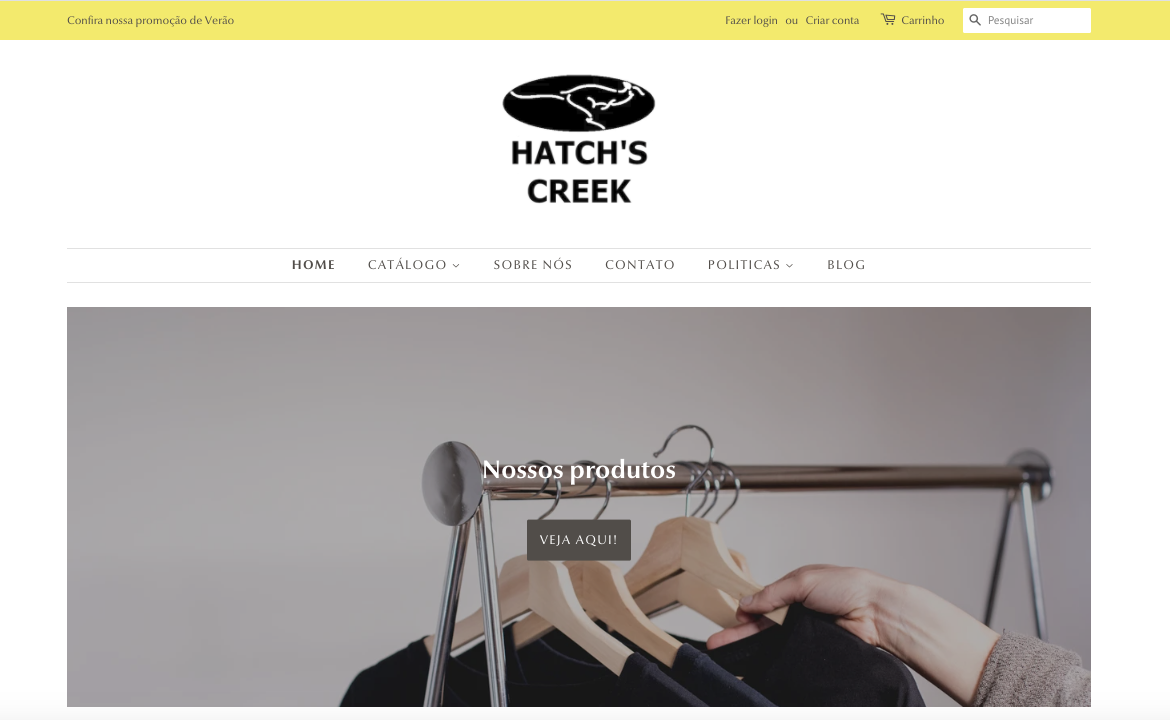 Confira nossa promoção de Verão
Fazer login ou Criar conta Carrinho Pesquisar
HATCH'S
CREEK
HOME CATÁLOGO SOBRE NÓS CONTATO POLITICAS BLOG
Nossos produtos
VEJA AQUI!